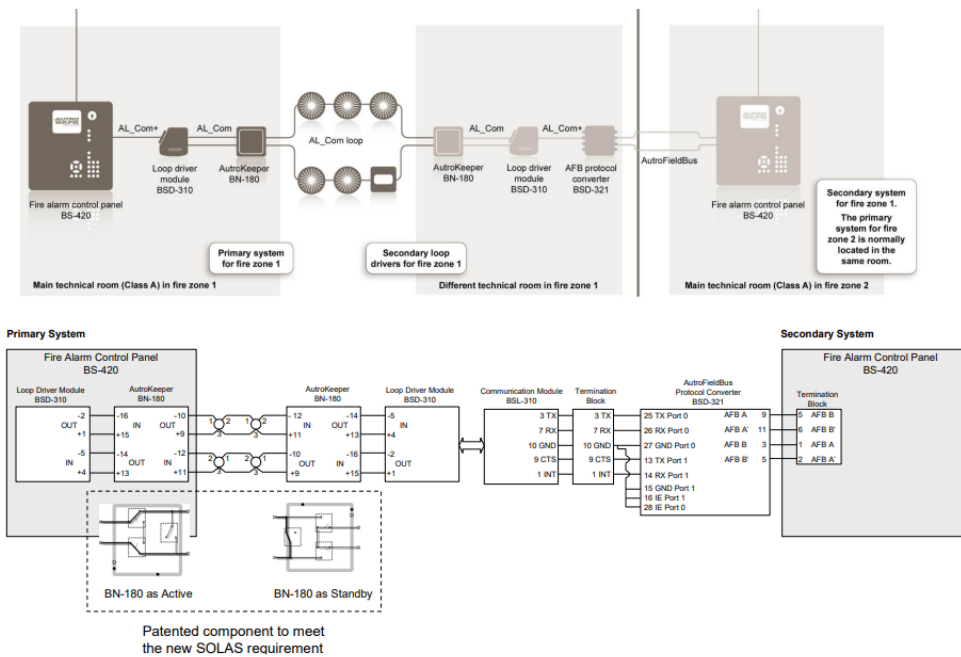 AL_Com+
AL_Com
AL_Com loop
AL_Com
AL_Com+
AutroFieldBus
Loop driver
module
BSD-310
AutroKeeper
BN-180
AutroKeeper
BN-180
Loop driver
module
BSD-310
AFB protocol
converter
BSD-321
Fire alarm control panel
BS-420
Fire alarm control panel
BS-420
Primary system
for fire zone 1
Secondary loop
drivers for fire zone 1
Secondary system
for fire zone 1.
The primary
system for fire
zone 2 is normally
located in the
same room.
Main technical room (Class A) in fire zone 1
Different technical room in fire zone 1
Main technical room (Class A) in fire zone 2
Primary System
Secondary System
Fire Alarm Control Panel
BS-420
Loop Driver Module
BSD-310
-2
OUT
+1
-5
IN
+4
AutroKeeper
BN-180
-16
-10
OUT
OUT
+15
+9
-14
-12
IN
IN
+13
+11
1
2
1
2
3
3
2
1
2
1
3
3
AutroKeeper
BN-180
- 12
-14
IN
OUT
+11
+13
-10
-16
OUT
IN
+9
+15
Loop Driver Module
BSD-310
-5
IN
+4
-2
OUT
+1
Communication Module
BSL-310
3 TX
7 RX
10 GND
9 CTS
1 INT
Termination
Block
3 TX
7 RX
10 GND
9 CTS
1 INT
AutroFieldBus
Protocol Converter
BSD-321
25 TX Port 0
AFB A
9
26 RX Port 0
AFB A'
11
27 GND Port 0
AFB B
3
13 TX Port 1
AFB B'
5
14 RX Port 1
15 GND Port 1
16 IE Port 1
28 IE Port 0
Fire Alarm Control Panel
BS-420
Termination
Block
5 AFB B
6 AFB B'
1 AFB A
2 AFB A'
BN-180 as Active
BN-180 as Standby
Patented component to meet
the new SOLAS requirement